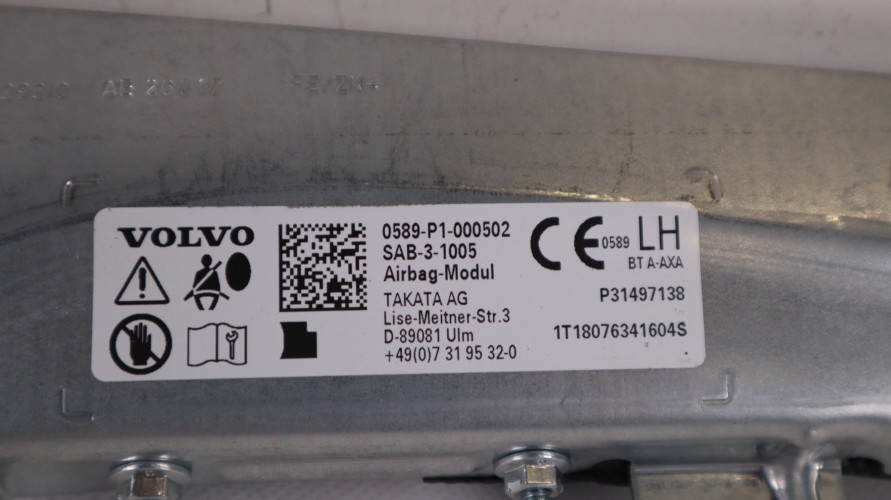 VOLVO
0589-P1-000502
SAB-3-1005
Airbag-Modul
TAKATA AG
Lise-Meitner-Str.3
D-89081 Ulm
+49(0)7 31 95 32-0
CE 0589 LH
BT A-AXA
P31497138
1T18076341604S